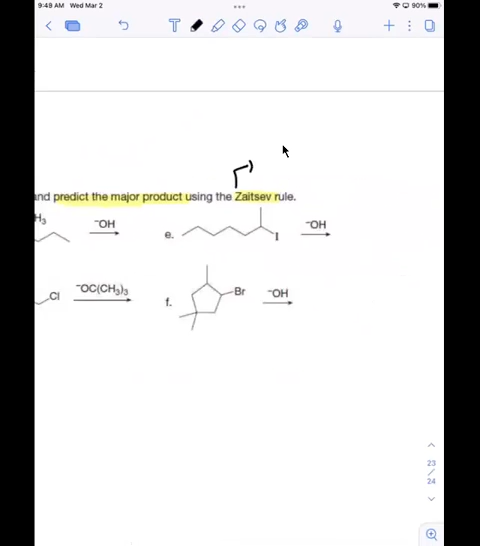 9:49 AM Wed Mar 2
90%
T
nd predict the major product using the Zaitsev rule.
H₃
⁻OH
e.
I
⁻OH
Cl
⁻OC(CH₃)₃
f.
Br
⁻OH
23
/
24